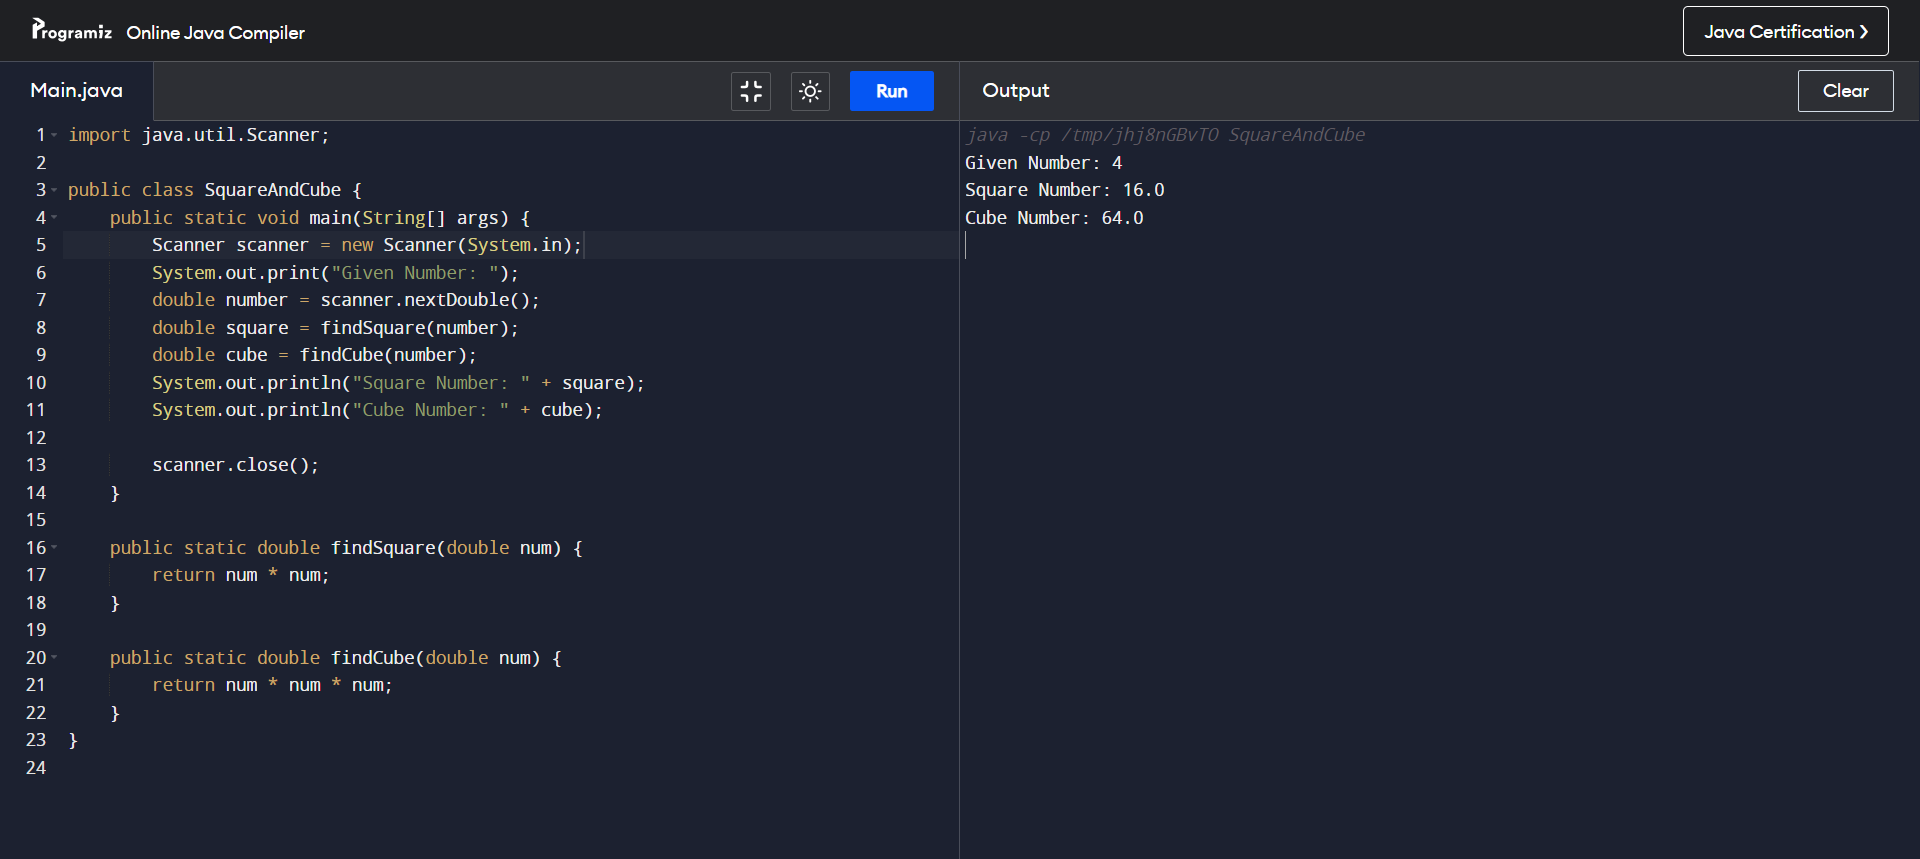 Programiz Online Java Compiler
Java Certification ❯
Main.java
Run
Output
Clear
1 import java.util.Scanner;
2
3 public class SquareAndCube {
4     public static void main(String[] args) {
5         Scanner scanner = new Scanner(System.in);
6         System.out.print("Given Number: ");
7         double number = scanner.nextDouble();
8         double square = findSquare(number);
9         double cube = findCube(number);
10         System.out.println("Square Number: " + square);
11         System.out.println("Cube Number: " + cube);
12
13         scanner.close();
14     }
15
16     public static double findSquare(double num) {
17         return num * num;
18     }
19
20     public static double findCube(double num) {
21         return num * num * num;
22     }
23 }
24
java -cp /tmp/jhj8nGBvTO SquareAndCube
Given Number: 4
Square Number: 16.0
Cube Number: 64.0